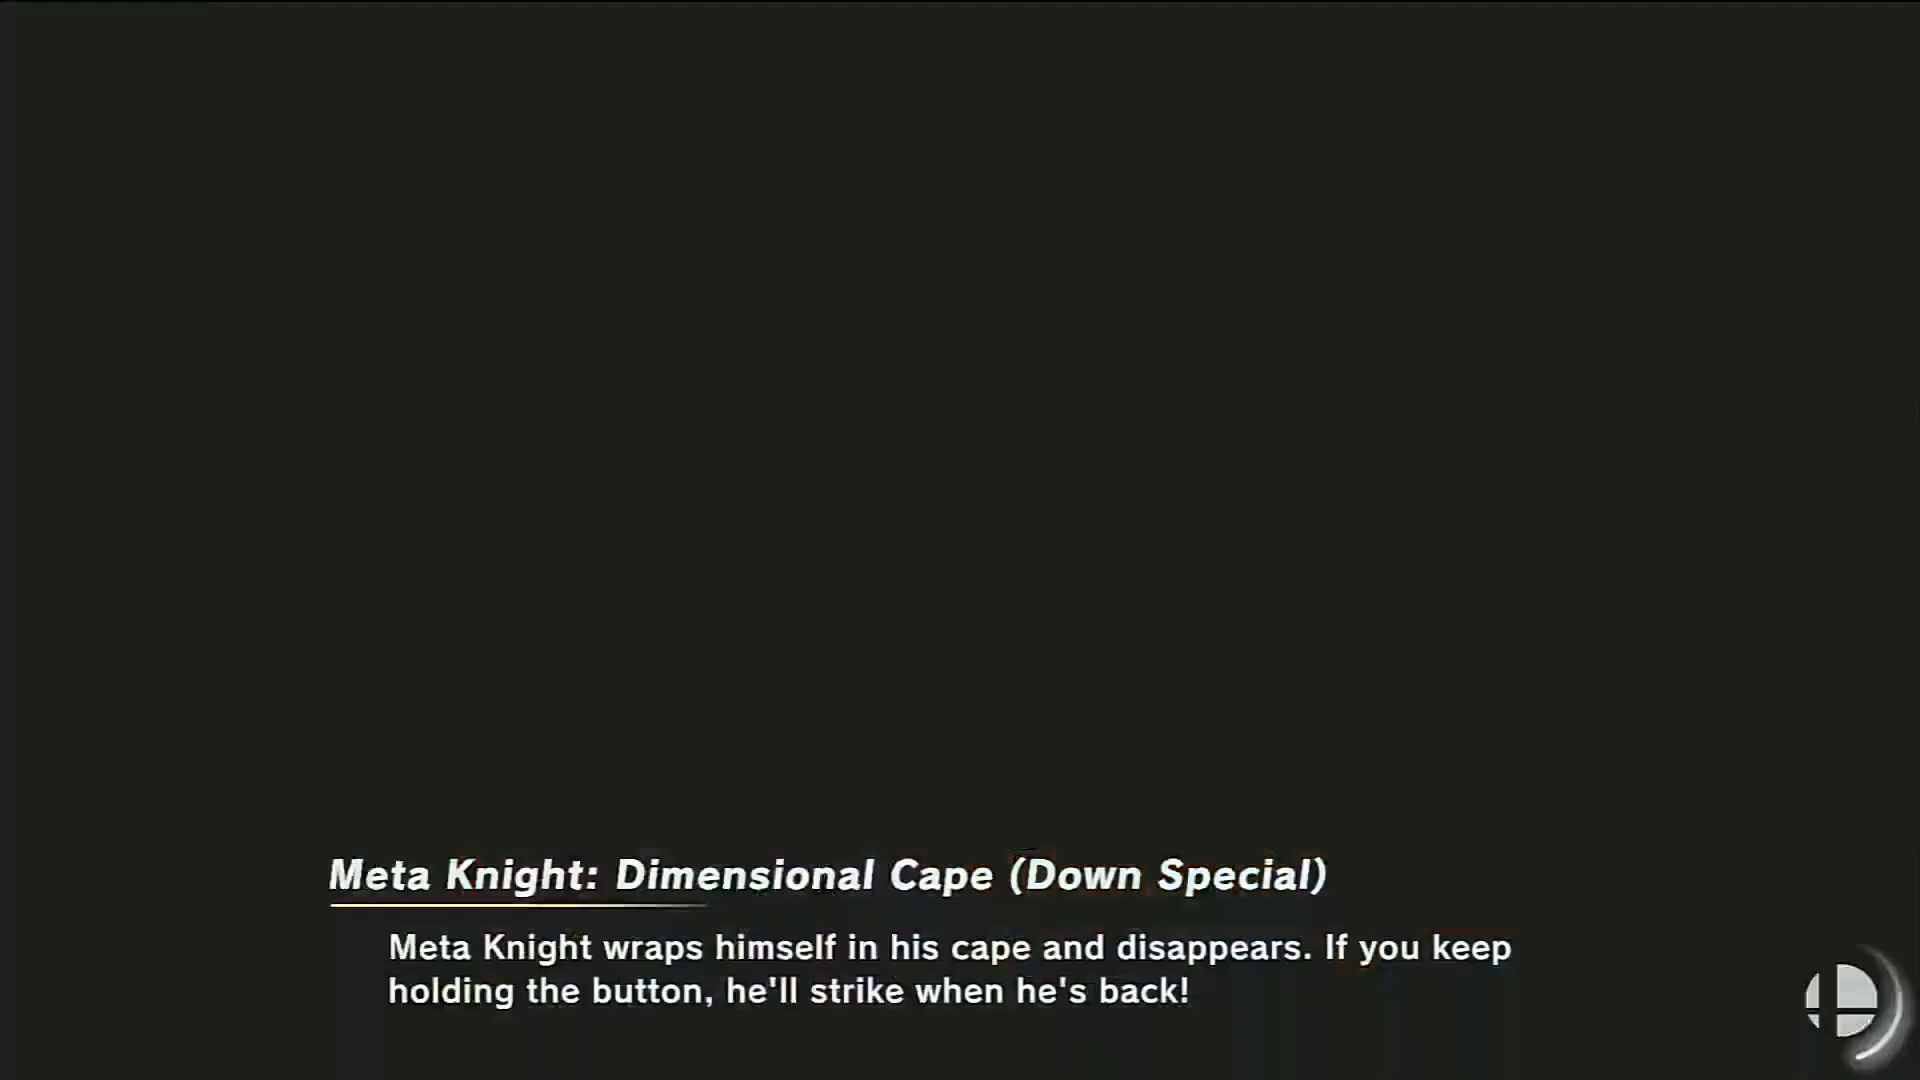 Meta Knight: Dimensional Cape (Down Special)
Meta Knight wraps himself in his cape and disappears. If you keep
holding the button, he'll strike when he's back!